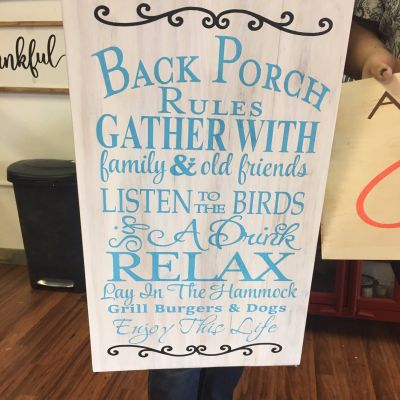 nkful
BACK PORCH
RULES
GATHER WITH
family & old friends
LISTEN TO THE BIRDS
A Drink
RELAX
LAY IN THE HAMMOCK
Grill Burgers & Dogs
Enjoy This Life
A